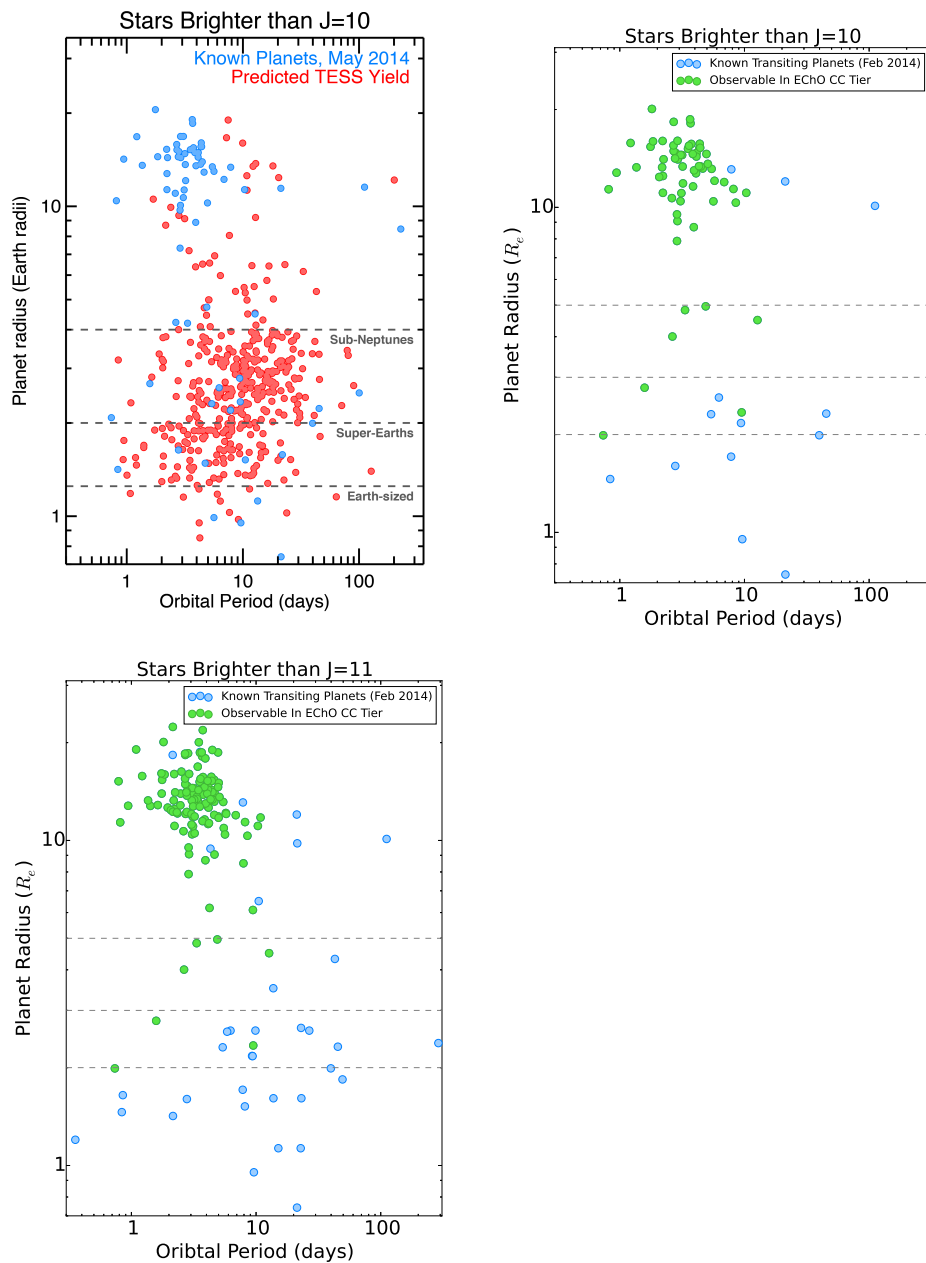 Stars Brighter than J=10
Known Planets, May 2014
Predicted TESS Yield
10
1
Planet radius (Earth radii)
Sub-Neptunes
Super-Earths
Earth-sized
1
10
100
Orbital Period (days)
Stars Brighter than J=10
Known Transiting Planets (Feb 2014)
Observable In EChO CC Tier
10
1
Planet Radius (Re)
1
10
100
Oribtal Period (days)
Stars Brighter than J=11
Known Transiting Planets (Feb 2014)
Observable In EChO CC Tier
10
1
Planet Radius (Re)
1
10
100
Oribtal Period (days)